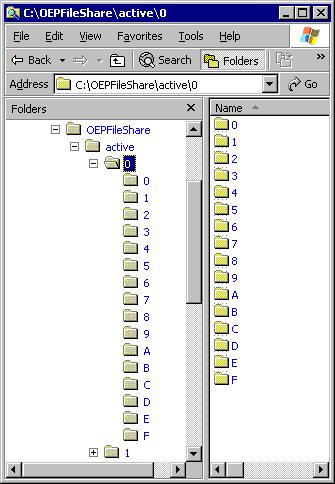 C:\OEPFileShare\active\0
File Edit View Favorites Tools »
Back » Search Folders »
Address C:\OEPFileShare\active\0 Go
Folders
OEPFileShare
active
0
0
1
2
3
4
5
6
7
8
9
A
B
C
D
E
F
1
Name
0
1
2
3
4
5
6
7
8
9
A
B
C
D
E
F